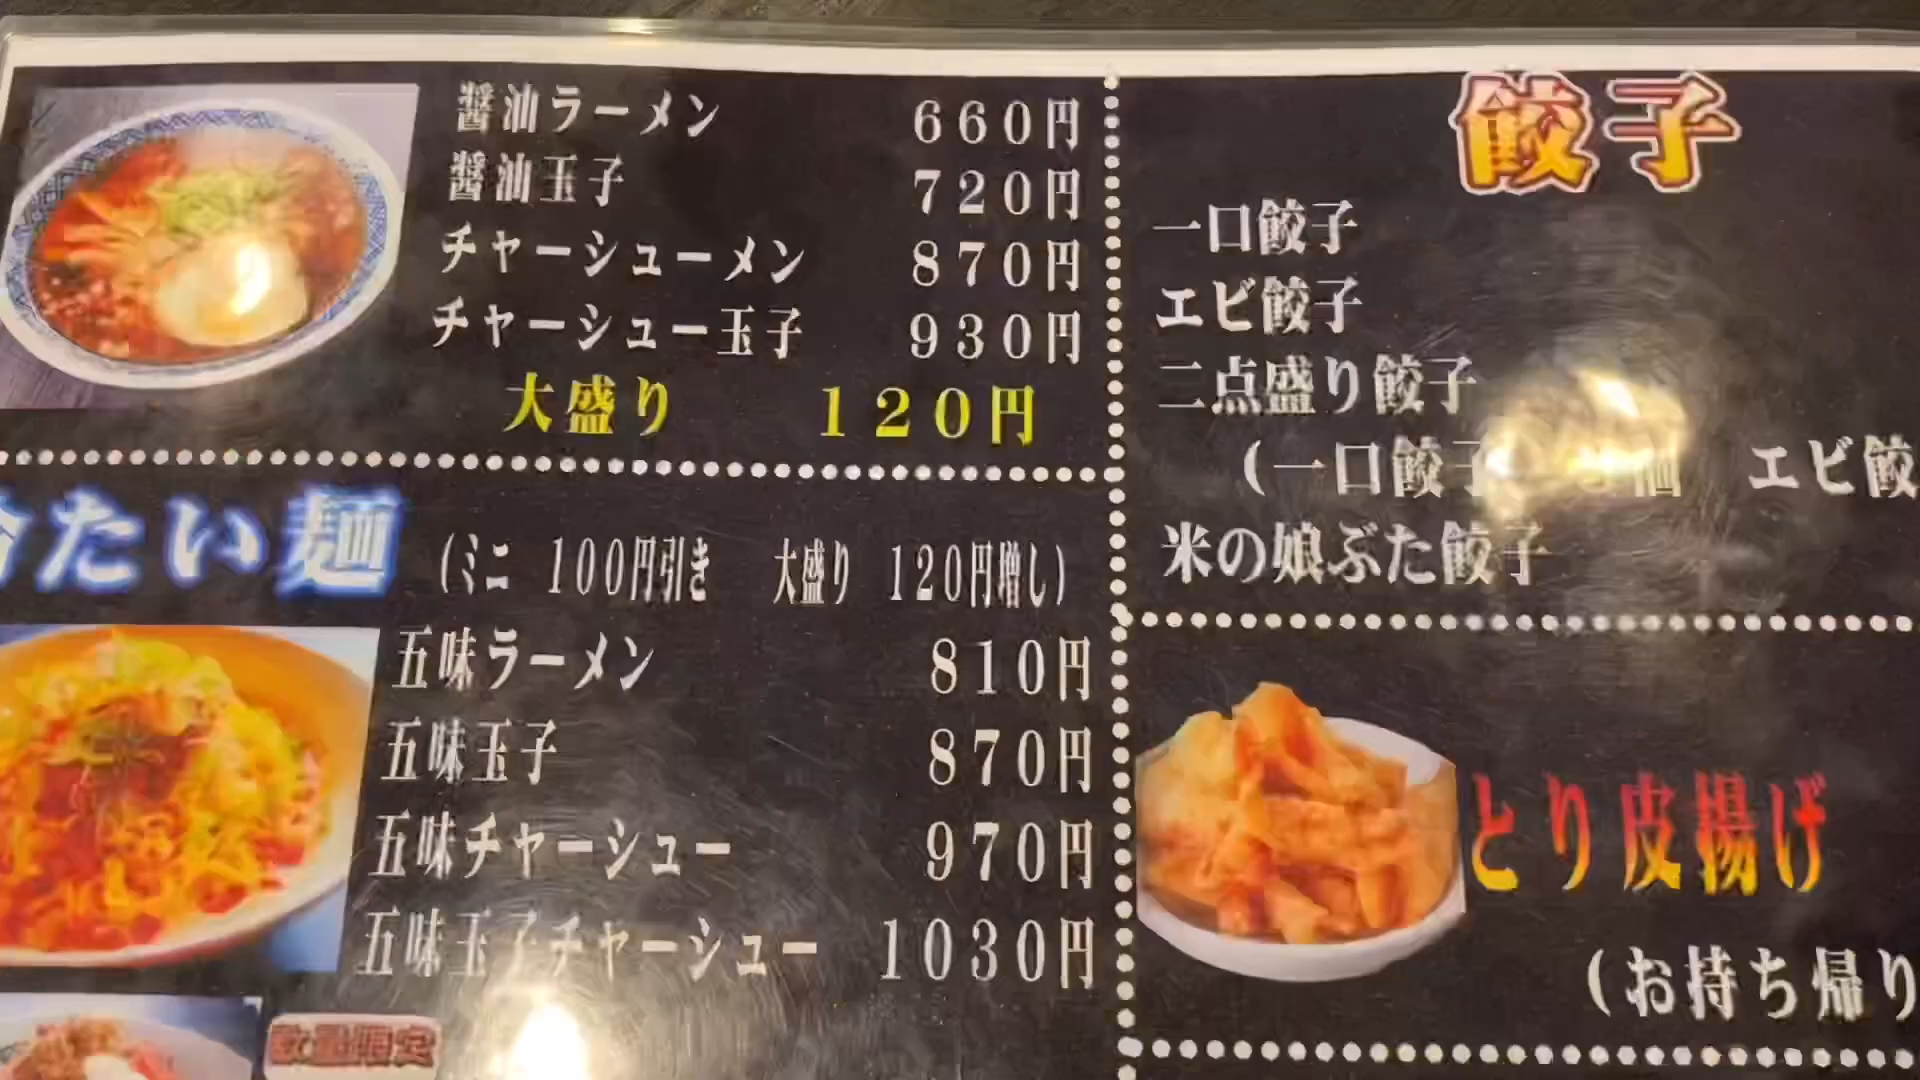 醤油ラーメン 660円
醤油玉子 720円
チャーシューメン 870円
チャーシュー玉子 930円
大盛り 120円
たい麺 (ミニ 100円引き 大盛り 120円増し)
五味ラーメン 810円
五味玉子 870円
五味チャーシュー 970円
五味玉子チャーシュー 1030円
数量限定
餃子
一口餃子
エビ餃子
二点盛り餃子
(一口餃子 エビ餃
米の娘ぶた餃子
とり皮揚げ
(お持ち帰り